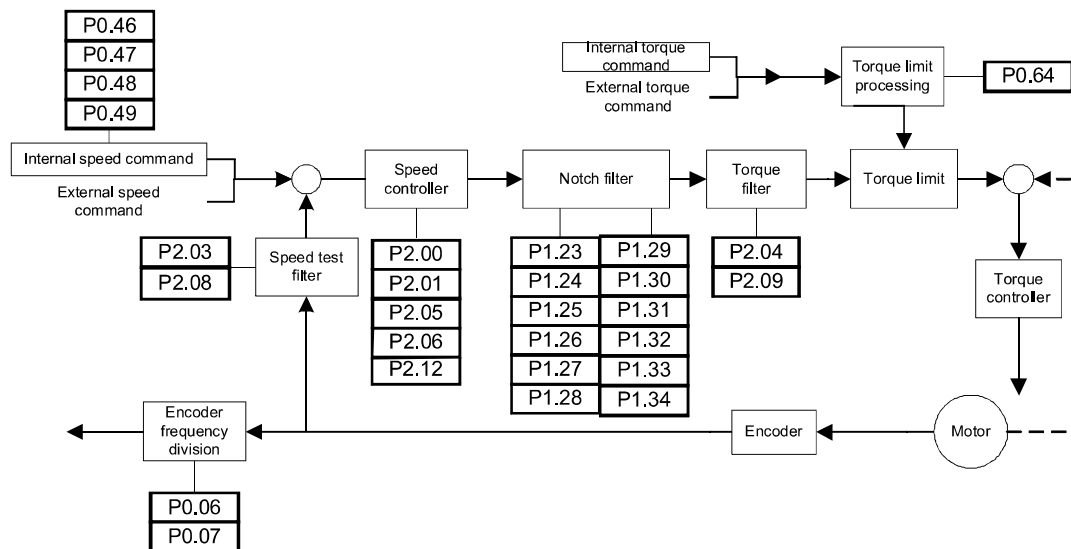 P0.46
P0.47
P0.48
P0.49
Internal speed command
External speed
command
Internal torque
command
External torque
command
Torque limit
processing
P0.64
Speed
controller
Notch filter
Torque
filter
Torque limit
P2.03
P2.08
Speed test
filter
P2.00
P2.01
P2.05
P2.06
P2.12
P1.23
P1.24
P1.25
P1.26
P1.27
P1.28
P1.29
P1.30
P1.31
P1.32
P1.33
P1.34
P2.04
P2.09
Torque
controller
Encoder
frequency
division
Encoder
Motor
P0.06
P0.07